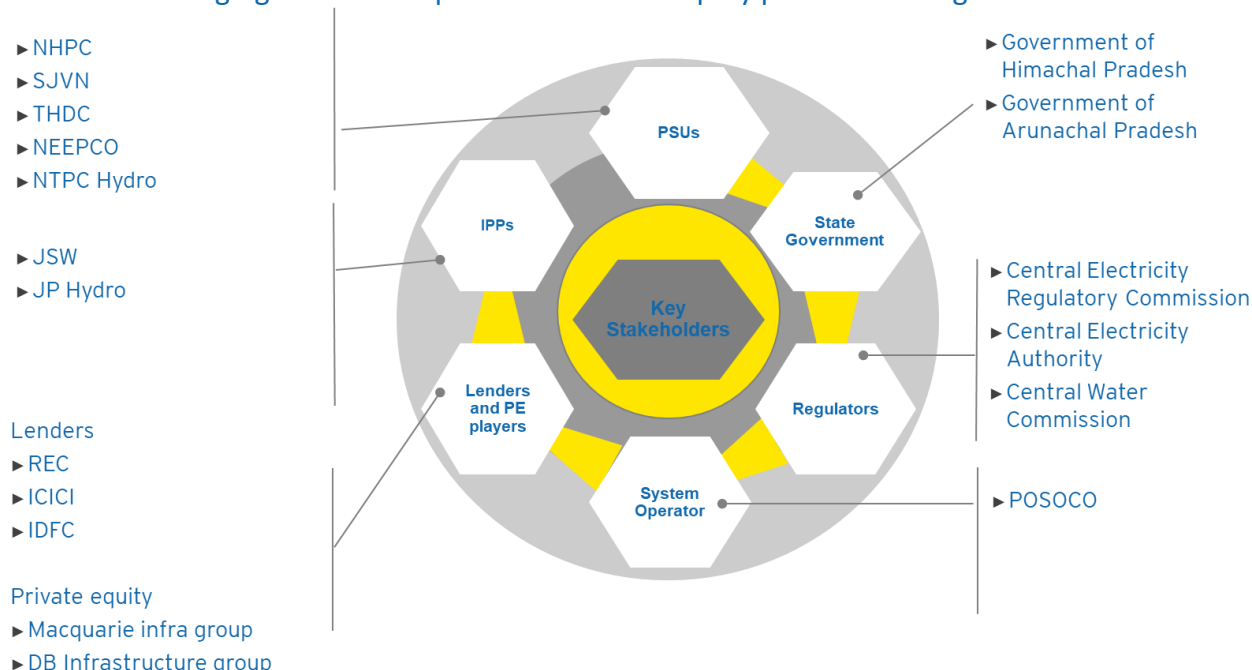 ► NHPC
► SJVN
► THDC
► NEEPCO
► NTPC Hydro
► JSW
► JP Hydro
Lenders
► REC
► ICICI
► IDFC
Private equity
► Macquarie infra group
► DB Infrastructure group
PSUs
IPPs
State
Government
Key
Stakeholders
Lenders
and PE
players
Regulators
System
Operator
► Government of
Himachal Pradesh
► Government of
Arunachal Pradesh
► Central Electricity
Regulatory Commission
► Central Electricity
Authority
► Central Water
Commission
► POSOCO